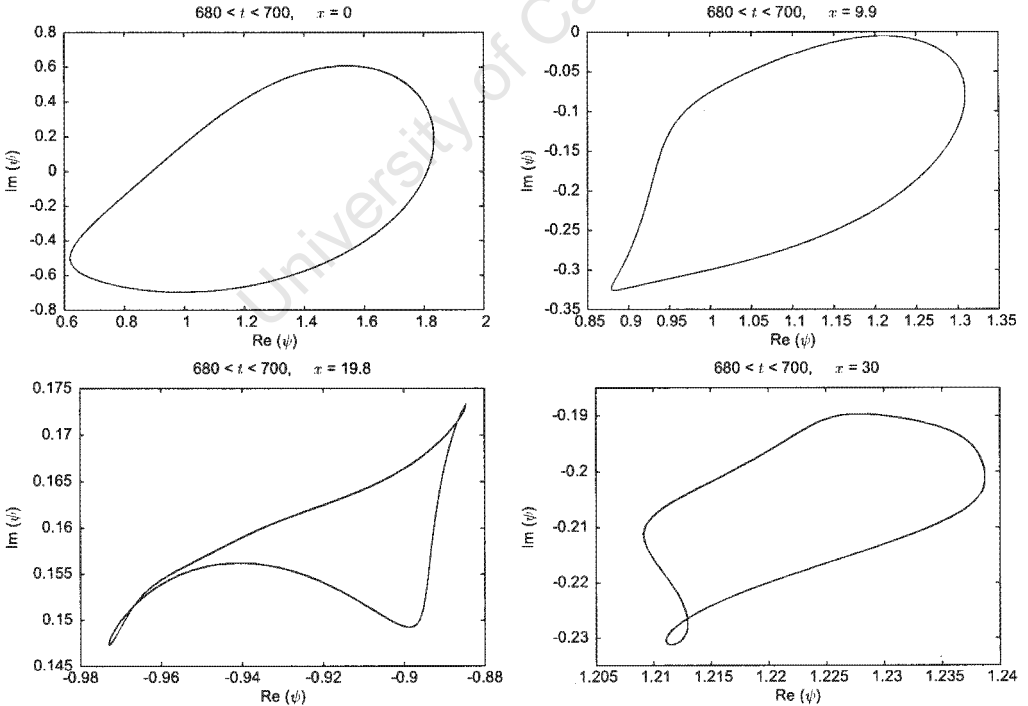 680 < t < 700, x = 0
0.8
0.6
0.4
0.2
0
-0.2
-0.4
-0.6
-0.8
0.6 0.8 1 1.2 1.4 1.6 1.8 2
Im (ψ)
Re (ψ)
680 < t < 700, x = 9.9
0
-0.05
-0.1
-0.15
-0.2
-0.25
-0.3
-0.35
0.85 0.9 0.95 1 1.05 1.1 1.15 1.2 1.25 1.3 1.35
Im (ψ)
Re (ψ)
680 < t < 700, x = 19.8
0.175
0.17
0.165
0.16
0.155
0.15
0.145
-0.98 -0.96 -0.94 -0.92 -0.9 -0.88
Im (ψ)
Re (ψ)
680 < t < 700, x = 30
-0.19
-0.2
-0.21
-0.22
-0.23
1.205 1.21 1.215 1.22 1.225 1.23 1.235 1.24
Im (ψ)
Re (ψ)
University of Ca